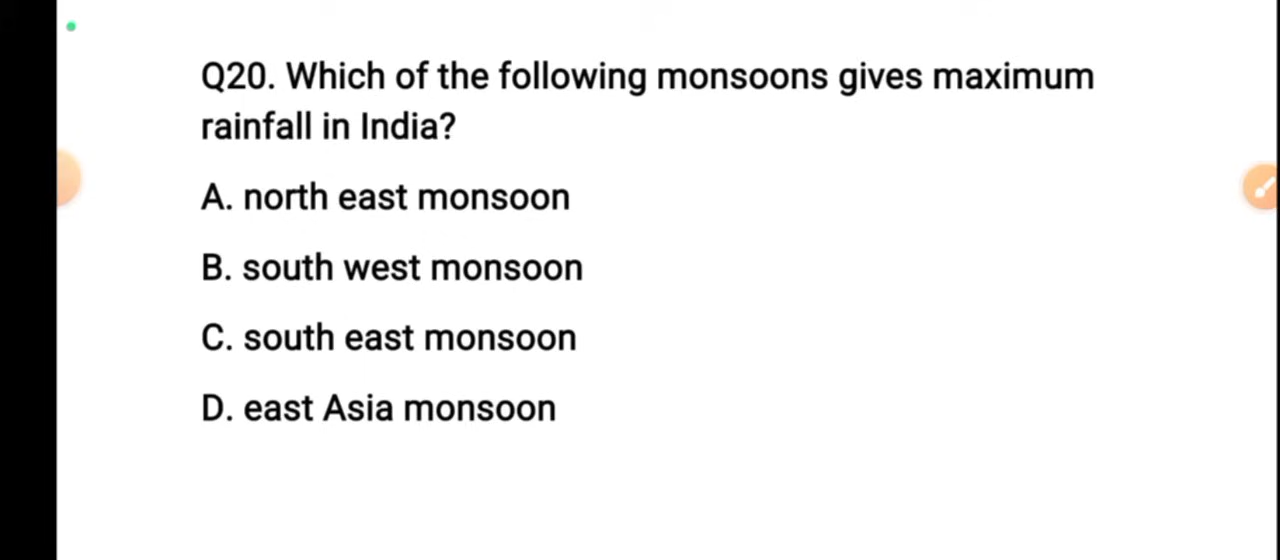 Q20. Which of the following monsoons gives maximum
rainfall in India?
A. north east monsoon
B. south west monsoon
C. south east monsoon
D. east Asia monsoon